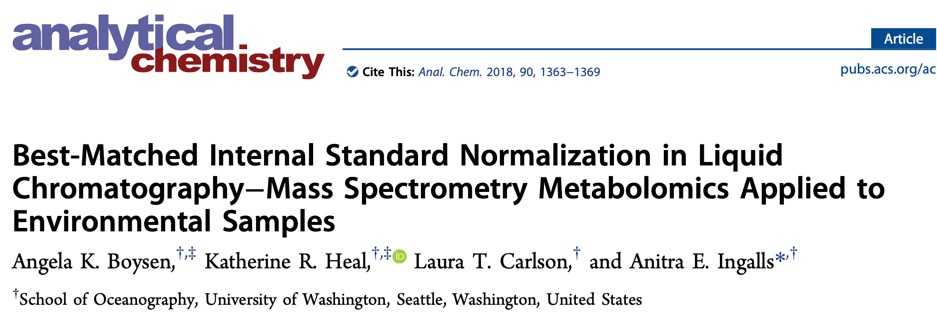 analytical
chemistry
Article
Cite This: Anal. Chem. 2018, 90, 1363−1369
pubs.acs.org/ac
Best-Matched Internal Standard Normalization in Liquid
Chromatography−Mass Spectrometry Metabolomics Applied to
Environmental Samples
Angela K. Boysen,†,‡ Katherine R. Heal,†,‡ iD Laura T. Carlson,† and Anitra E. Ingalls*,†
†School of Oceanography, University of Washington, Seattle, Washington, United States